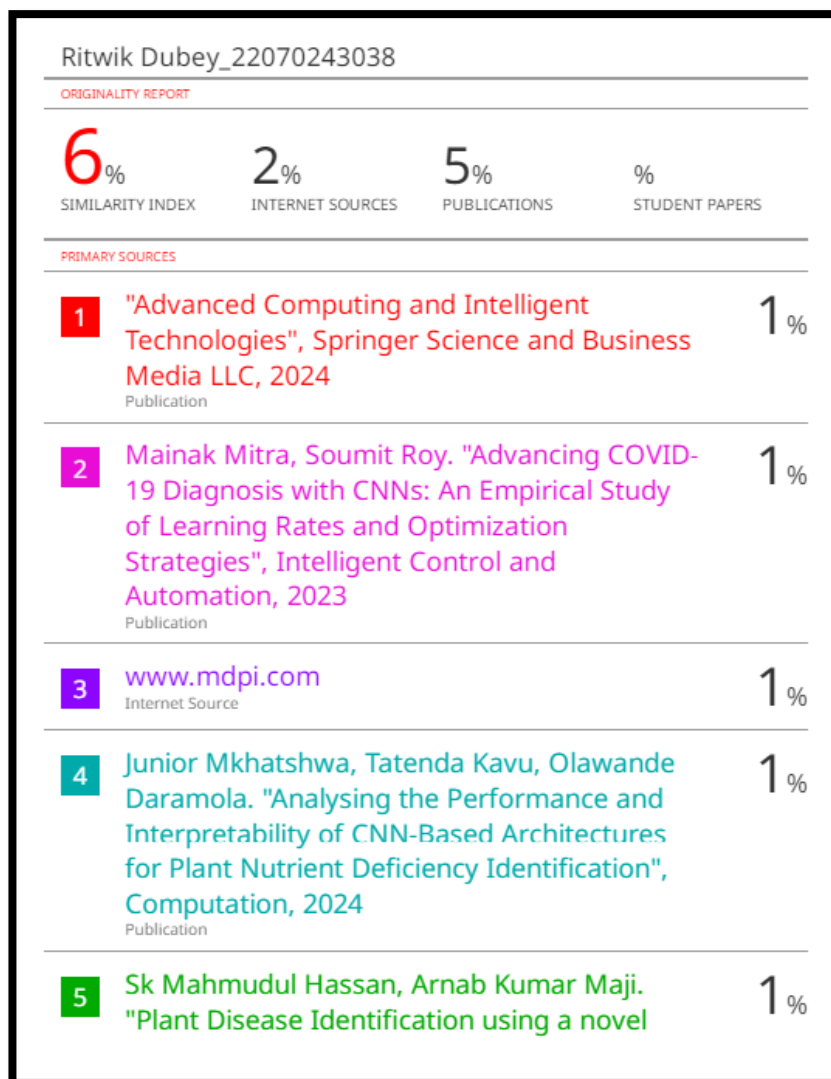 Ritwik Dubey_22070243038
ORIGINALITY REPORT
6% 2% 5% %
SIMILARITY INDEX INTERNET SOURCES PUBLICATIONS STUDENT PAPERS
PRIMARY SOURCES
1 "Advanced Computing and Intelligent 1%
Technologies", Springer Science and Business
Media LLC, 2024
Publication
2 Mainak Mitra, Soumit Roy. "Advancing COVID- 1%
19 Diagnosis with CNNs: An Empirical Study
of Learning Rates and Optimization
Strategies", Intelligent Control and
Automation, 2023
Publication
3 www.mdpi.com 1%
Internet Source
4 Junior Mkhatshwa, Tatenda Kavu, Olawande 1%
Daramola. "Analysing the Performance and
Interpretability of CNN-Based Architectures
for Plant Nutrient Deficiency Identification",
Computation, 2024
Publication
5 Sk Mahmudul Hassan, Arnab Kumar Maji. 1%
"Plant Disease Identification using a novel